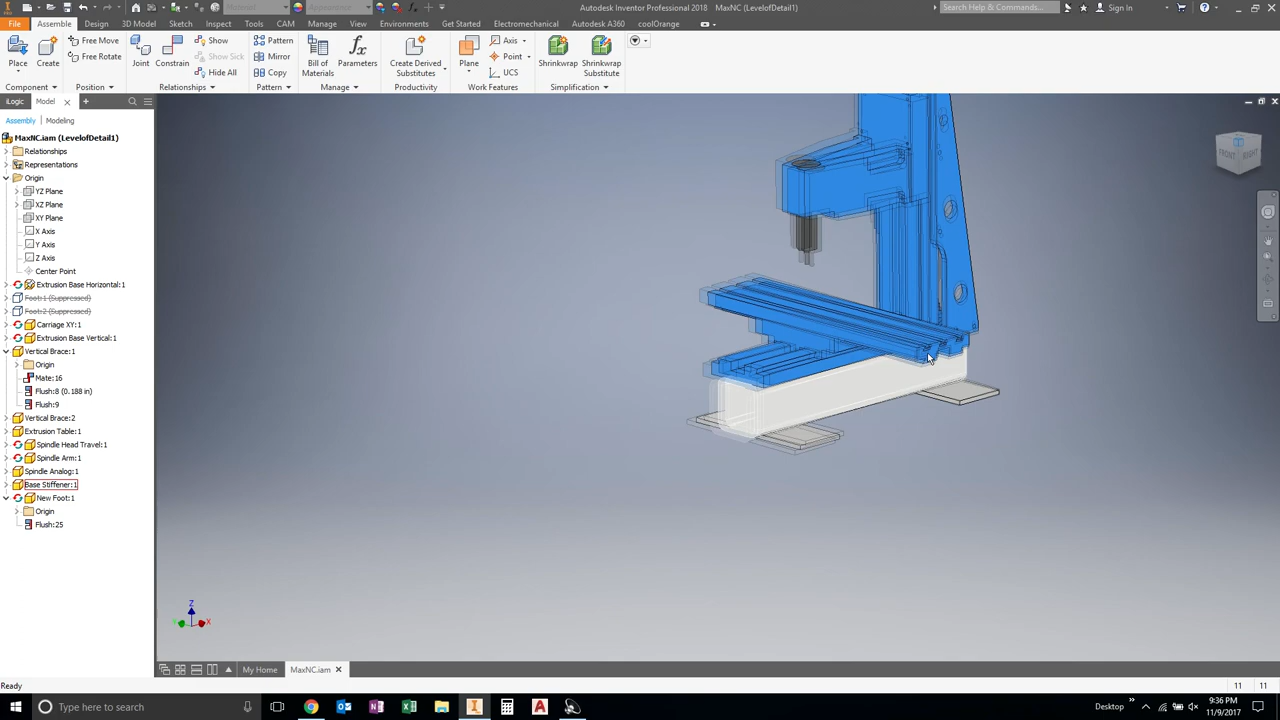 Material
Appearance
Autodesk Inventor Professional 2018   MaxNC (LevelofDetail1)
Search Help & Commands...
Sign In
File
Assemble
Design
3D Model
Sketch
Inspect
Tools
CAM
Manage
View
Environments
Get Started
Electromechanical
Autodesk A360
coolOrange
Place
Create
Free Move
Free Rotate
Joint
Constrain
Show
Show Sick
Hide All
Pattern
Mirror
Copy
Bill of
Materials
fx
Parameters
Create Derived
Substitutes
Plane
Axis
Point
UCS
Shrinkwrap
Shrinkwrap
Substitute
Component
Position
Relationships
Pattern
Manage
Productivity
Work Features
Simplification
iLogic
Model
Assembly
Modeling
MaxNC.iam (LevelofDetail1)
Relationships
Representations
Origin
YZ Plane
XZ Plane
XY Plane
X Axis
Y Axis
Z Axis
Center Point
Extrusion Base Horizontal:1
Foot:1 (Suppressed)
Foot:2 (Suppressed)
Carriage XY:1
Extrusion Base Vertical:1
Vertical Brace:1
Origin
Mate:16
Flush:8 (0.188 in)
Flush:9
Vertical Brace:2
Extrusion Table:1
Spindle Head Travel:1
Spindle Arm:1
Spindle Analog:1
Base Stiffener:1
New Foot:1
Origin
Flush:25
FRONT
RIGHT
Z
X
My Home
MaxNC.iam
Ready
11
11
Type here to search
Desktop
9:36 PM
11/9/2017